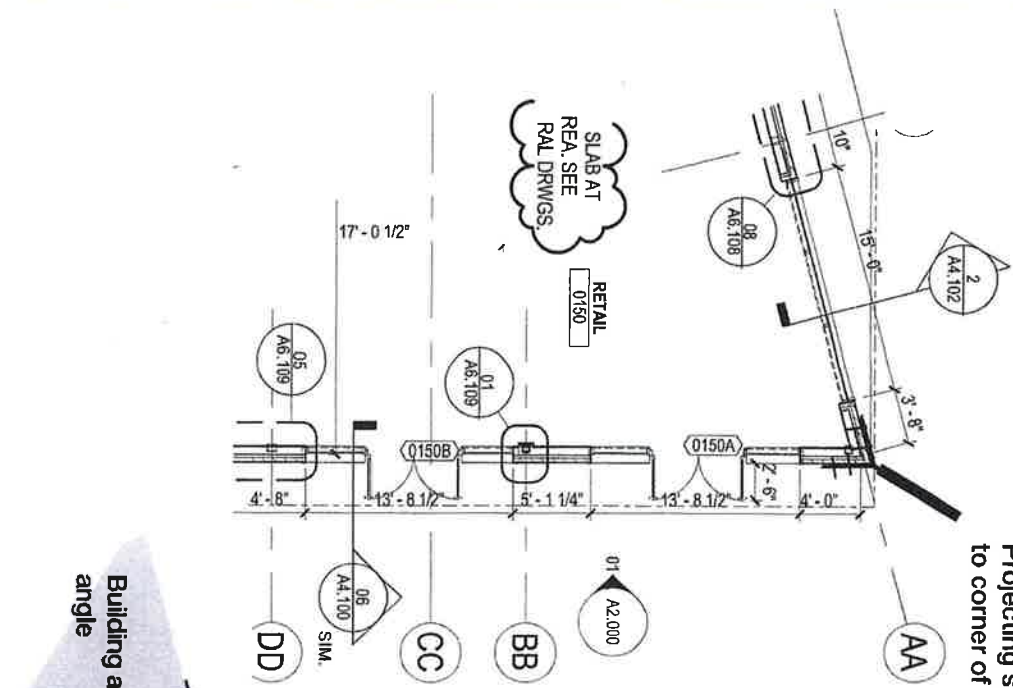 Projecting s
to corner of
10"
08
A6.108
15'- 0"
2
A4.102
3' - 8"
SLAB AT
REA. SEE
RAL DRWGS.
RETAIL
0150
17' - 0 1/2"
05
A6.109
01
A6.109
0150B
0150A
2' - 6"
4' - 8"
13' - 8 1/2"
5' - 1 1/4"
13' - 8 1/2"
4' - 0"
06
A4.100
SIM.
01
A2.000
DD
CC
BB
AA
Building a
angle